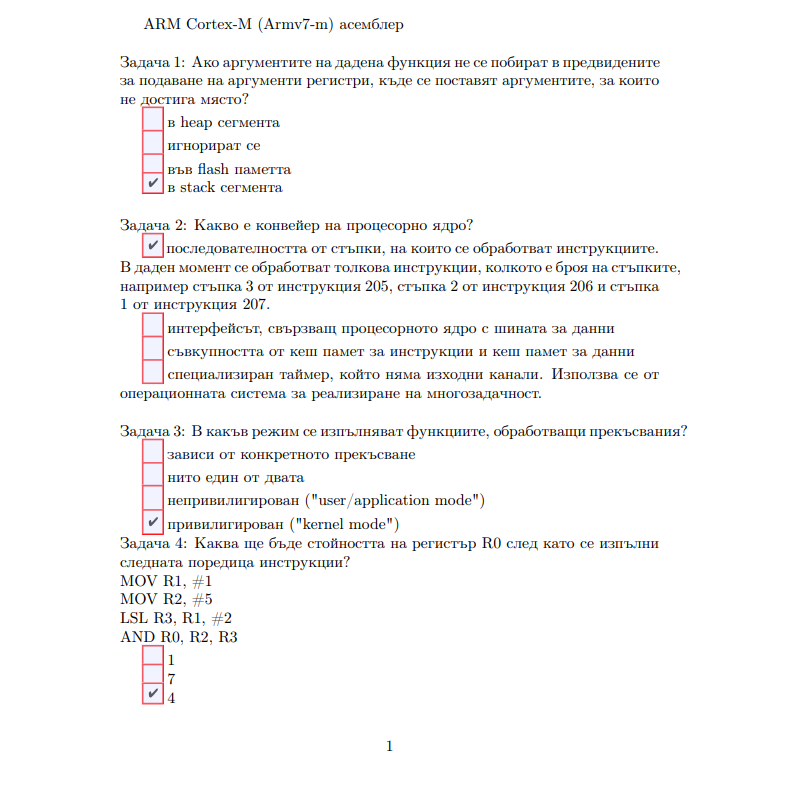 ARM Cortex-M (Armv7-m) асемблер
Задача 1: Ако аргументите на дадена функция не се побират в предвидените
за подаване на аргументи регистри, къде се поставят аргументите, за които
не достига място?
в heap сегмента
игнорират се
във flash паметта
✔ в stack сегмента
Задача 2: Какво е конвейер на процесорно ядро?
✔ последователността от стъпки, на които се обработват инструкциите.
В даден момент се обработват толкова инструкции, колкото е броя на стъпките,
например стъпка 3 от инструкция 205, стъпка 2 от инструкция 206 и стъпка
1 от инструкция 207.
интерфейсът, свързващ процесорното ядро с шината за данни
съвкупността от кеш памет за инструкции и кеш памет за данни
специализиран таймер, който няма изходни канали. Използва се от
операционната система за реализиране на многозадачност.
Задача 3: В какъв режим се изпълняват функциите, обработващи прекъсвания?
зависи от конкретното прекъсване
нито един от двата
непривилигирован ("user/application mode")
✔ привилигирован ("kernel mode")
Задача 4: Каква ще бъде стойността на регистър R0 след като се изпълни
следната поредица инструкции?
MOV R1, #1
MOV R2, #5
LSL R3, R1, #2
AND R0, R2, R3
1
7
✔ 4
1